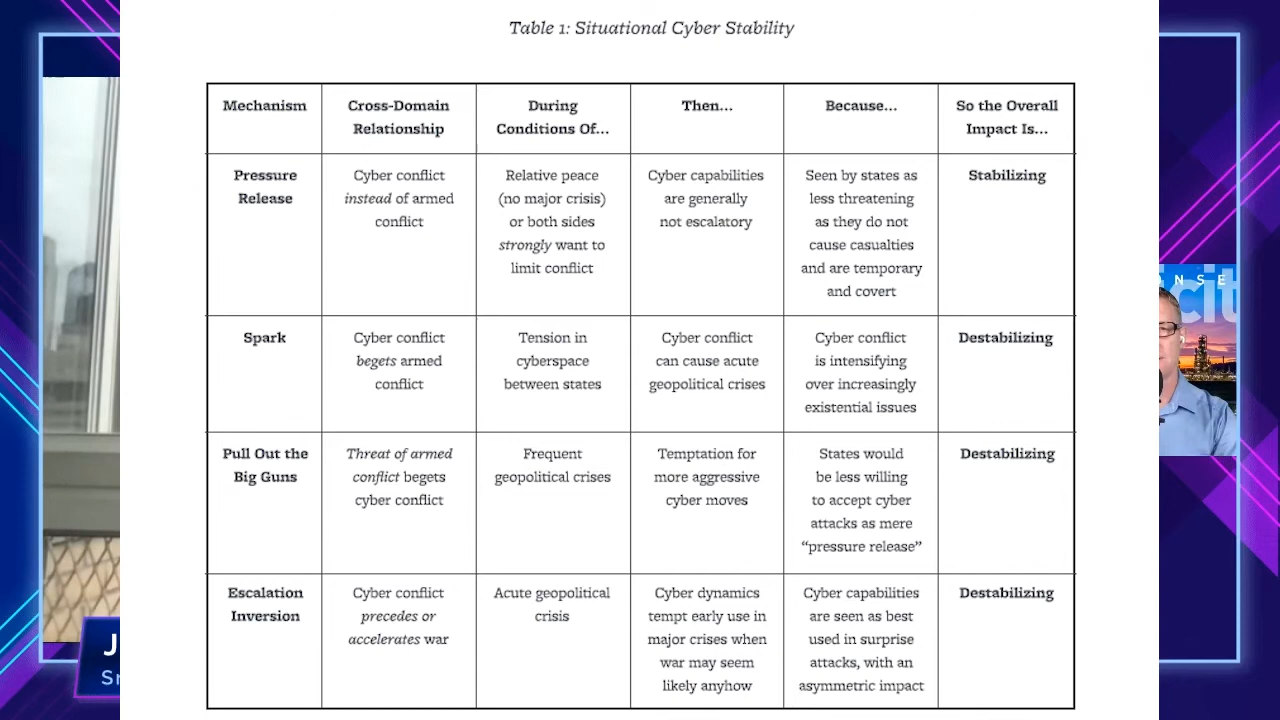 Table 1: Situational Cyber Stability
Mechanism
Cross-Domain
Relationship
During
Conditions Of...
Then...
Because...
So the Overall
Impact Is...
Pressure
Release
Cyber conflict
instead of armed
conflict
Relative peace
(no major crisis)
or both sides
strongly want to
limit conflict
Cyber capabilities
are generally
not escalatory
Seen by states as
less threatening
as they do not
cause casualties
and are temporary
and covert
Stabilizing
Spark
Cyber conflict
begets armed
conflict
Tension in
cyberspace
between states
Cyber conflict
can cause acute
geopolitical crises
Cyber conflict
is intensifying
over increasingly
existential issues
Destabilizing
Pull Out the
Big Guns
Threat of armed
conflict begets
cyber conflict
Frequent
geopolitical crises
Temptation for
more aggressive
cyber moves
States would
be less willing
to accept cyber
attacks as mere
“pressure release”
Destabilizing
Escalation
Inversion
Cyber conflict
precedes or
accelerates war
Acute geopolitical
crisis
Cyber dynamics
tempt early use in
major crises when
war may seem
likely anyhow
Cyber capabilities
are seen as best
used in surprise
attacks, with an
asymmetric impact
Destabilizing
J
Sr
N S E
cit